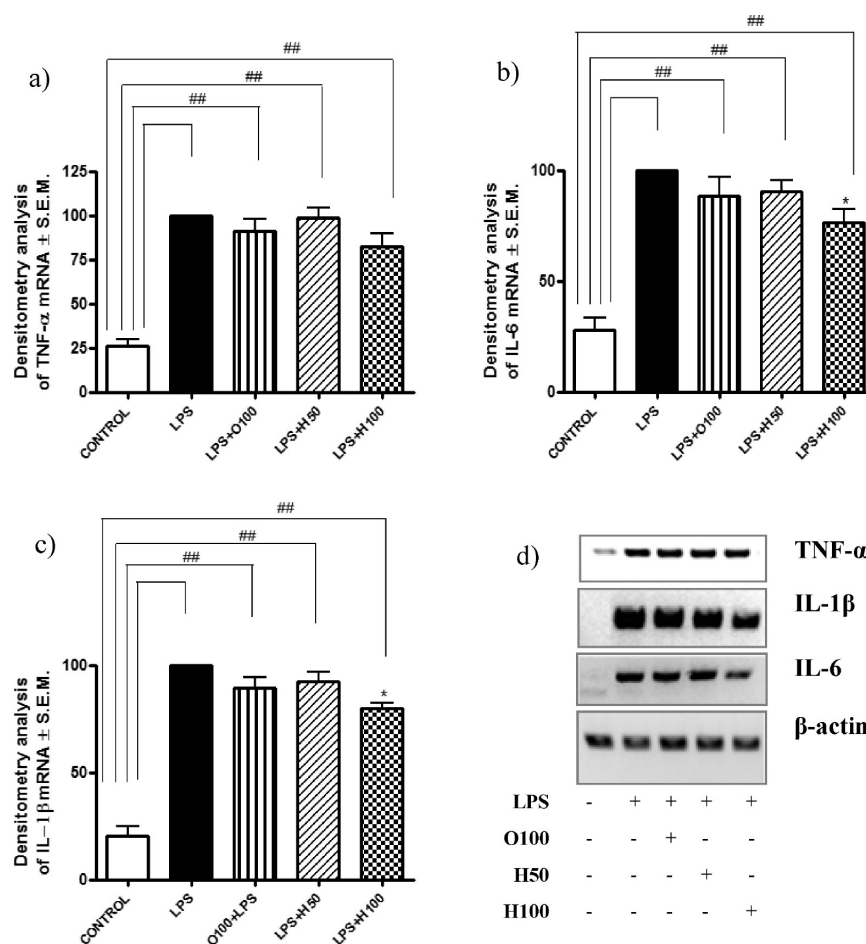 a)
##
##
##
Densitometry analysis
of TNF-α mRNA ± S.E.M.
125
100
75
50
25
0
CONTROL
LPS
LPS+O100
LPS+H50
LPS+H100
b)
##
##
##
Densitometry analysis
of IL-6 mRNA ± S.E.M.
100
50
0
*
CONTROL
LPS
LPS+O100
LPS+H50
LPS+H100
c)
##
##
##
Densitometry analysis
of IL-1β mRNA ± S.E.M.
100
50
0
*
CONTROL
LPS
O100+LPS
LPS+H50
LPS+H100
d)
TNF-α
IL-1β
IL-6
β-actin
LPS - + + + +
O100 - - + - -
H50 - - - + -
H100 - - - - +